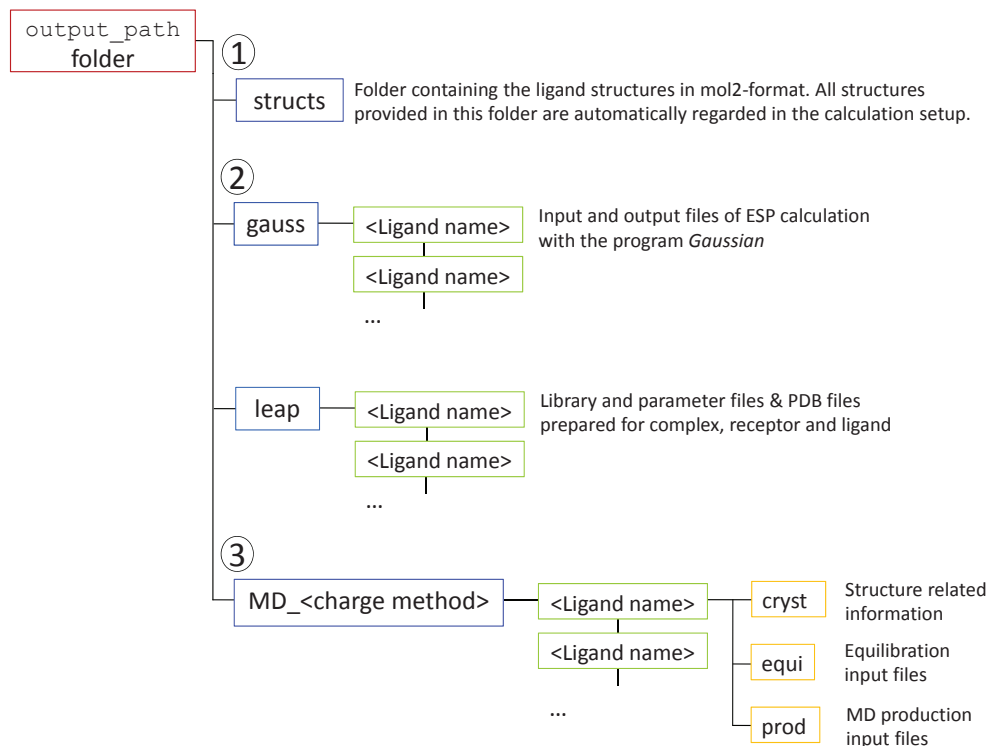 output_path
folder
1
structs
Folder containing the ligand structures in mol2-format. All structures
provided in this folder are automatically regarded in the calculation setup.
2
gauss
<Ligand name>
<Ligand name>
...
Input and output files of ESP calculation
with the program Gaussian
leap
<Ligand name>
<Ligand name>
...
Library and parameter files & PDB files
prepared for complex, receptor and ligand
3
MD_<charge method>
<Ligand name>
<Ligand name>
...
cryst
Structure related
information
equi
Equilibration
input files
prod
MD production
input files